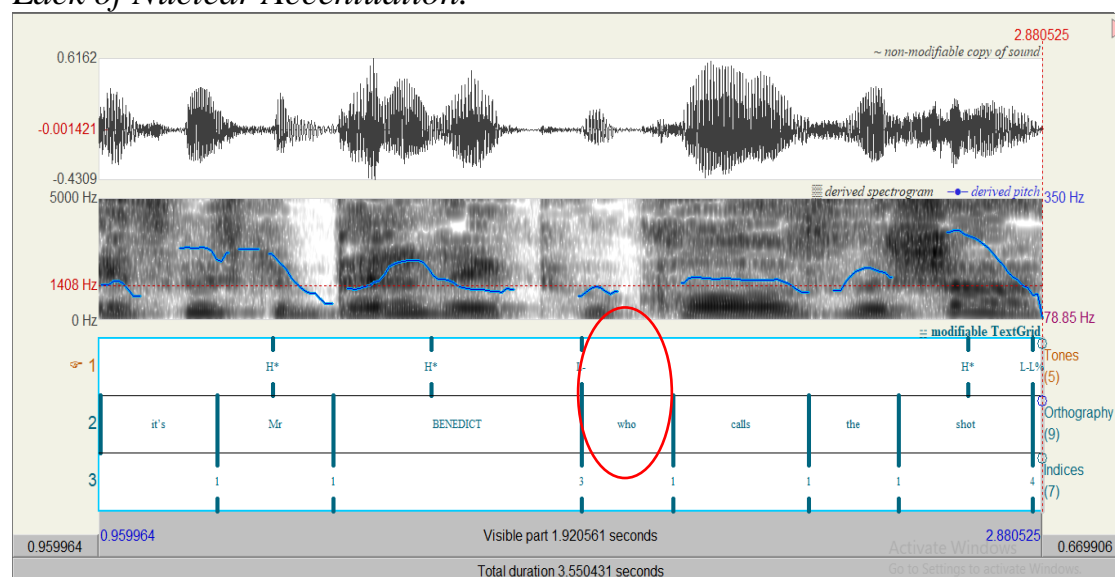 Lack of Nuclear Accentuation.
2.880525
~ non-modifiable copy of sound
0.6162
-0.001421
-0.4309
5000 Hz
derived spectrogram derived pitch 350 Hz
1408 Hz
0 Hz
78.85 Hz
modifiable TextGrid
1 H* H* L- H* L-L% Tones (5)
2 it's Mr BENEDICT who calls the shot Orthography (9)
3 1 1 3 1 1 1 4 Indices (7)
0.959964 Visible part 1.920561 seconds 2.880525
0.959964 0.669906
Activate Windows
Total duration 3.550431 seconds
Go to Settings to activate Windows.